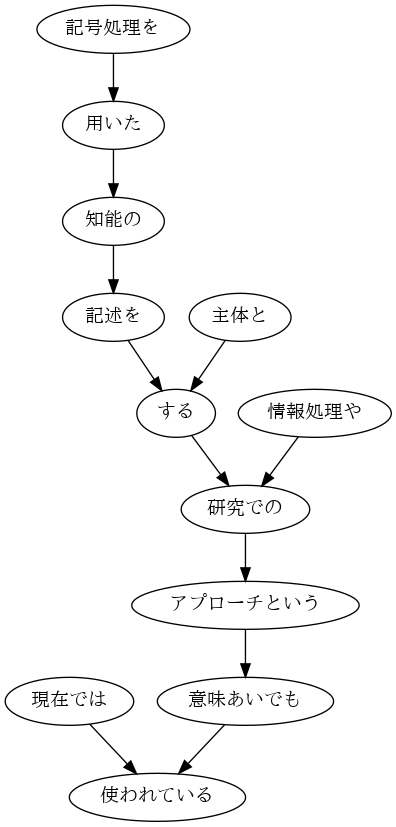 記号処理を
用いた
知能の
記述を
主体と
する
情報処理や
研究での
アプローチという
現在では
意味あいでも
使われている